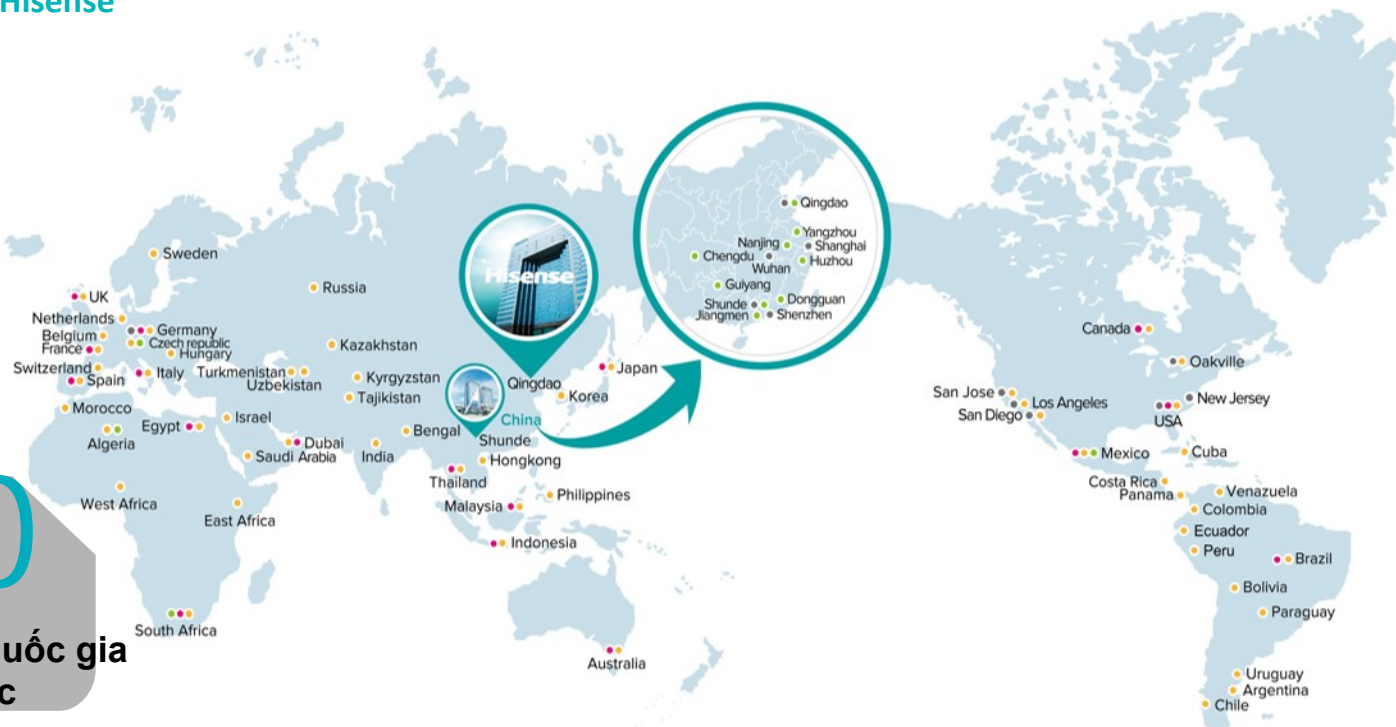 Hisense
Hisense
Qingdao
Yangzhou
Nanjing
Shanghai
Chengdu
Wuhan
Huzhou
Guiyang
Shunde
Dongguan
Jiangmen
Shenzhen
Sweden
Russia
UK
Netherlands
Germany
Belgium
Czech republic
France
Hungary
Kazakhstan
Switzerland
Italy
Turkmenistan
Spain
Uzbekistan
Kyrgyzstan
Tajikistan
Qingdao
Japan
Korea
Morocco
Israel
China
Egypt
Algeria
Dubai
Bengal
Shunde
Saudi Arabia
India
Hongkong
Thailand
West Africa
East Africa
Malaysia
Philippines
Indonesia
South Africa
Australia
Canada
Oakville
San Jose
Los Angeles
New Jersey
San Diego
USA
Mexico
Cuba
Costa Rica
Panama
Venazuela
Colombia
Ecuador
Peru
Brazil
Bolivia
Paraguay
Uruguay
Argentina
Chile
0
uốc gia
c